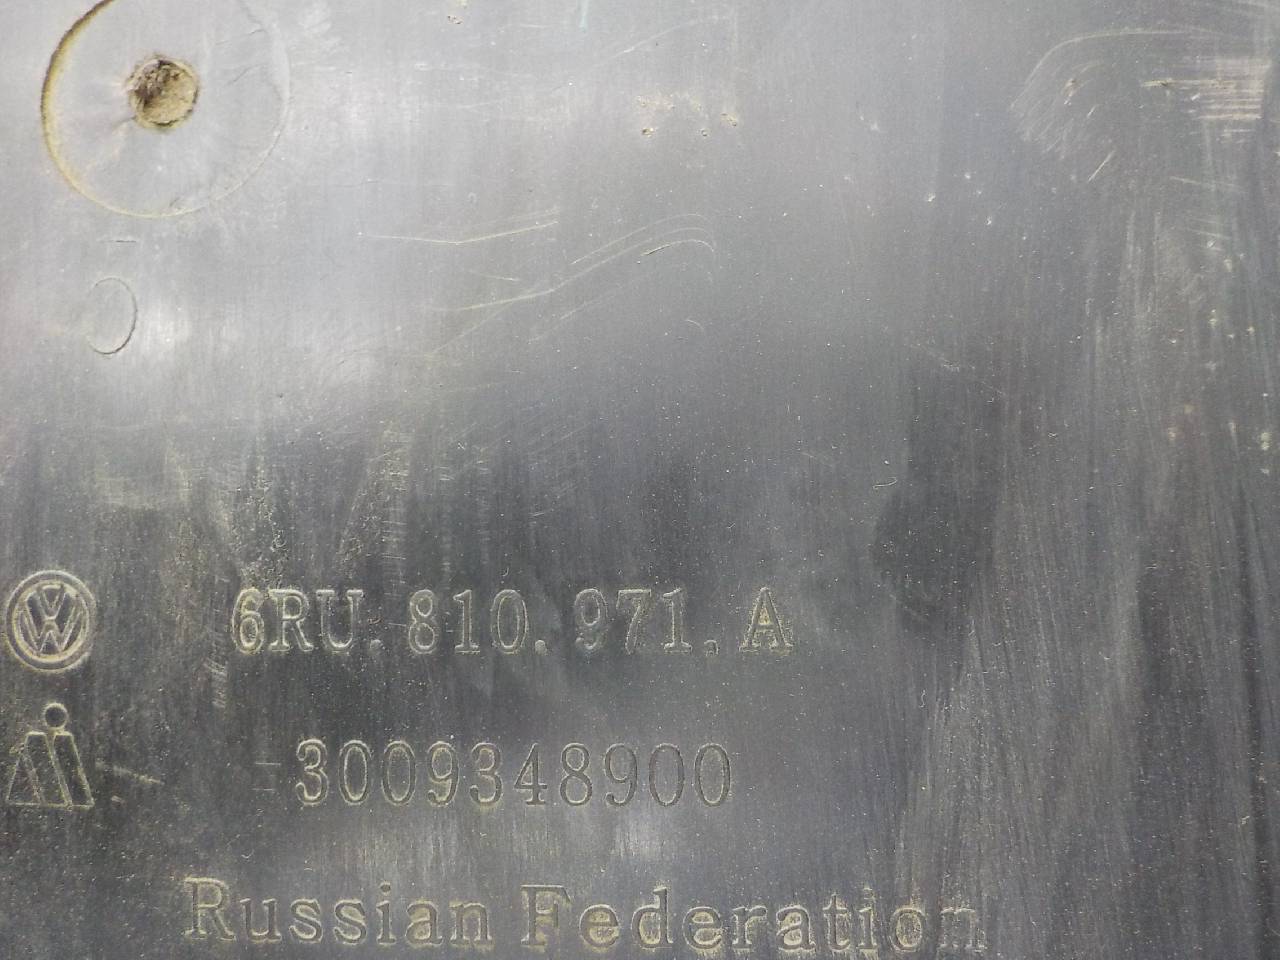 6RU.810.971.A
3009348900
Russian Federation